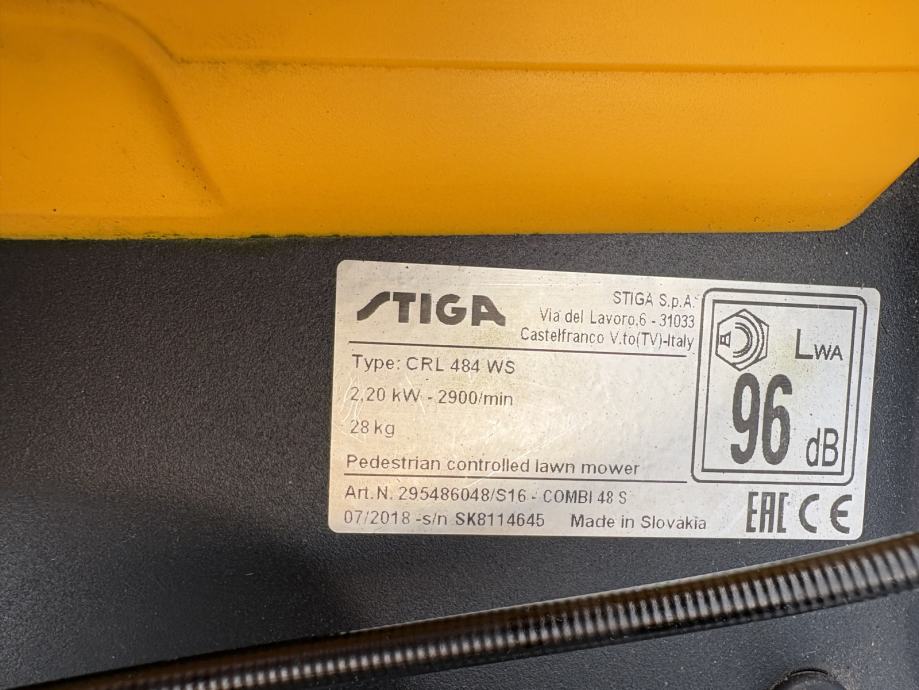 STIGA
STIGA S.p.A.
Via del Lavoro,6 - 31033
Castelfranco V.to(TV)-Italy
Type: CRL 484 WS
2,20 kW - 2900/min
28 kg
Pedestrian controlled lawn mower
Art.N. 295486048/S16 - COMBI 48 S
07/2018 -s/n SK8114645 Made in Slovakia
LWA
96 dB
EAC CE